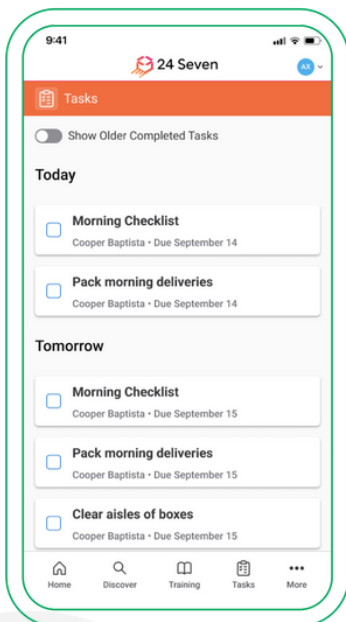 9:41
24 Seven
AX
Tasks
Show Older Completed Tasks
Today
Morning Checklist
Cooper Baptista • Due September 14
Pack morning deliveries
Cooper Baptista • Due September 14
Tomorrow
Morning Checklist
Cooper Baptista • Due September 15
Pack morning deliveries
Cooper Baptista • Due September 15
Clear aisles of boxes
Cooper Baptista • Due September 15
Home Discover Training Tasks More